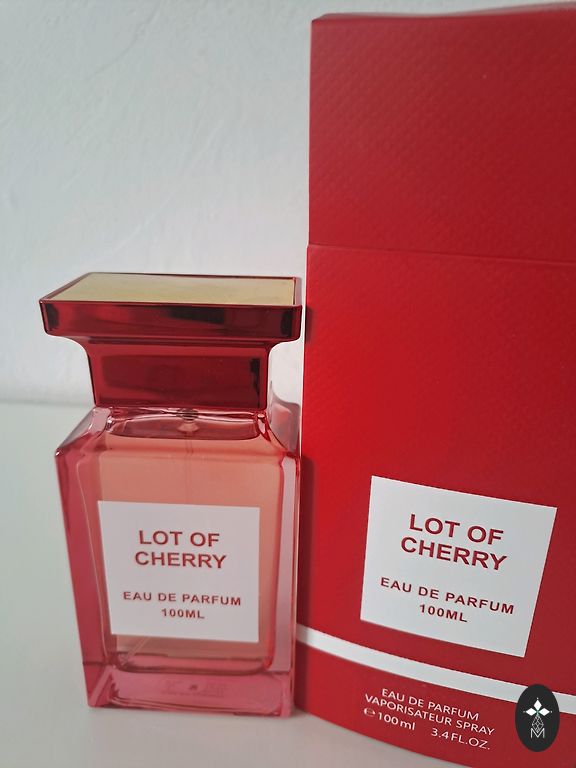 LOT OF
CHERRY
EAU DE PARFUM
100ML
LOT OF
CHERRY
EAU DE PARFUM
100ML
EAU DE PARFUM
VAPORISATEUR SPRAY
℮100ml 3.4FL.OZ.
M